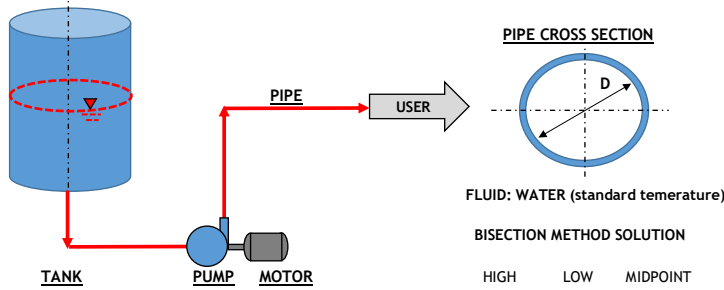 PIPE CROSS SECTION
D
PIPE
USER
FLUID: WATER (standard temerature)
BISECTION METHOD SOLUTION
TANK PUMP MOTOR
HIGH LOW MIDPOINT